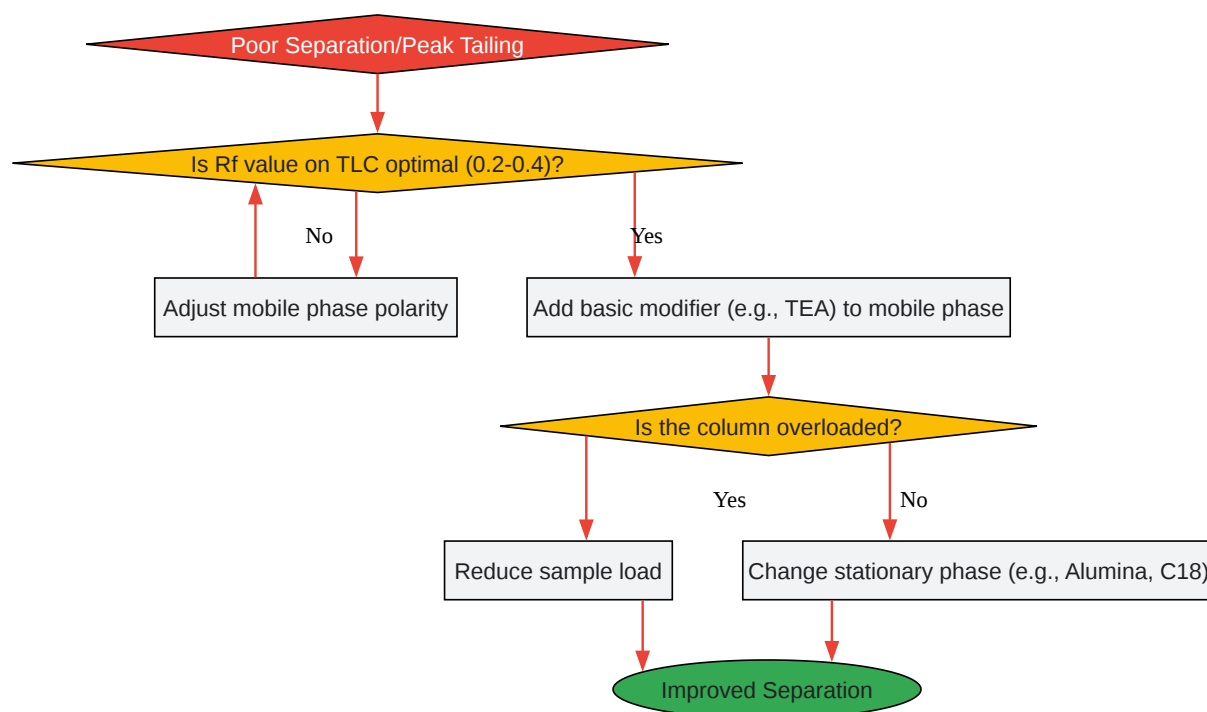 Poor Separation/Peak Tailing
Is Rf value on TLC optimal (0.2-0.4)?
No
Yes
Adjust mobile phase polarity
Add basic modifier (e.g., TEA) to mobile phase
Is the column overloaded?
Yes
No
Reduce sample load
Change stationary phase (e.g., Alumina, C18)
Improved Separation